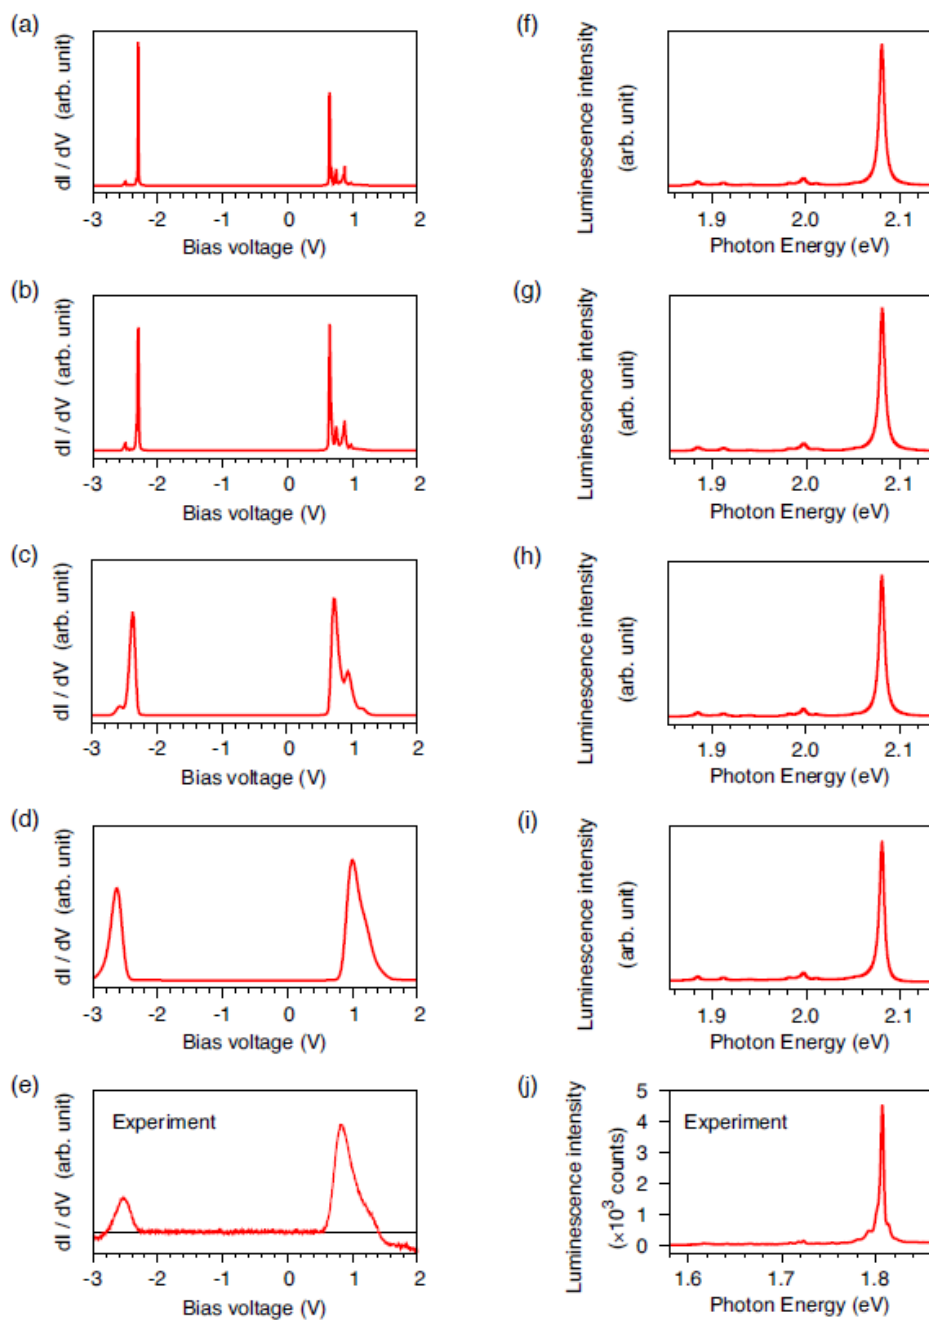 (a)
dI / dV (arb. unit)
-3 -2 -1 0 1 2
Bias voltage (V)
(f)
Luminescence intensity
(arb. unit)
1.9 2.0 2.1
Photon Energy (eV)
(b)
dI / dV (arb. unit)
-3 -2 -1 0 1 2
Bias voltage (V)
(g)
Luminescence intensity
(arb. unit)
1.9 2.0 2.1
Photon Energy (eV)
(c)
dI / dV (arb. unit)
-3 -2 -1 0 1 2
Bias voltage (V)
(h)
Luminescence intensity
(arb. unit)
1.9 2.0 2.1
Photon Energy (eV)
(d)
dI / dV (arb. unit)
-3 -2 -1 0 1 2
Bias voltage (V)
(i)
Luminescence intensity
(arb. unit)
1.9 2.0 2.1
Photon Energy (eV)
(e)
Experiment
dI / dV (arb. unit)
-3 -2 -1 0 1 2
Bias voltage (V)
(j)
Experiment
Luminescence intensity
(×10³ counts)
5
4
3
2
1
0
1.6 1.7 1.8
Photon Energy (eV)